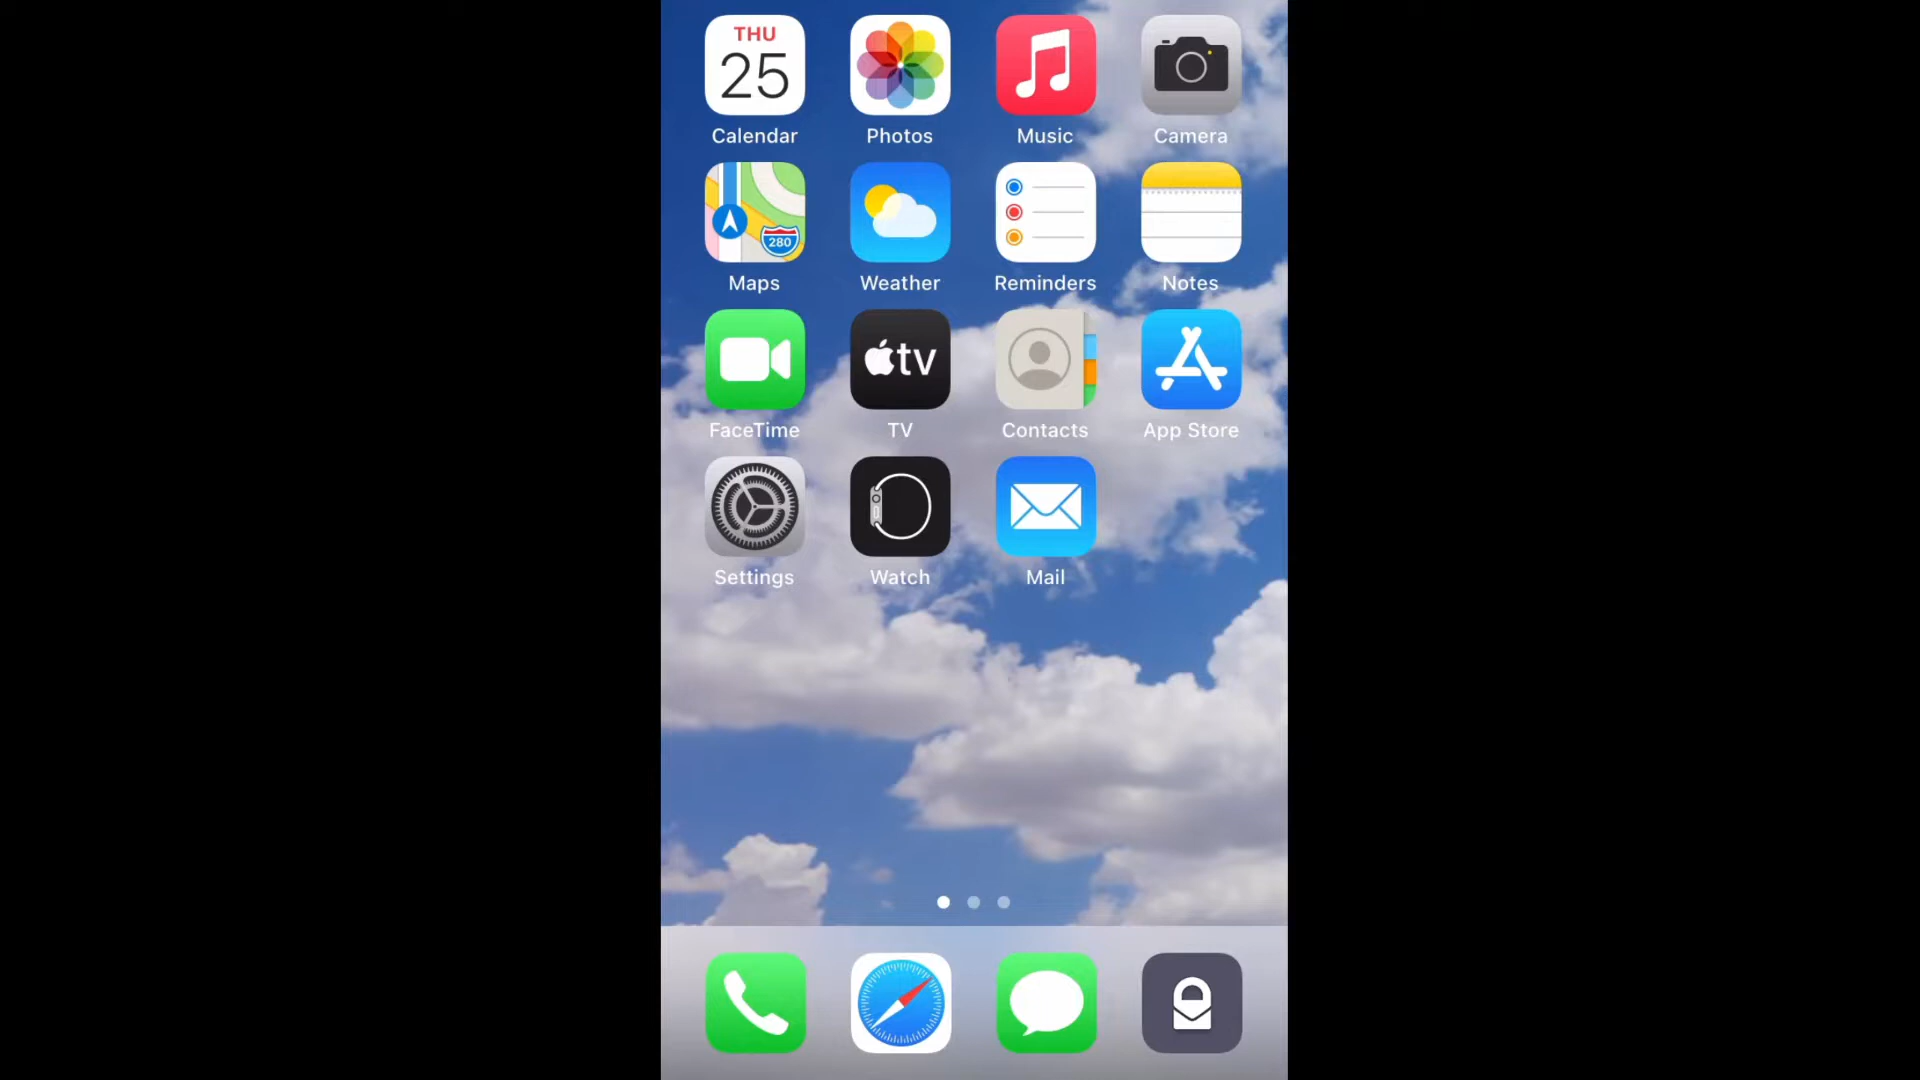 THU
25
Calendar Photos Music Camera
280
Maps Weather Reminders Notes
tv
FaceTime TV Contacts App Store
Settings Watch Mail